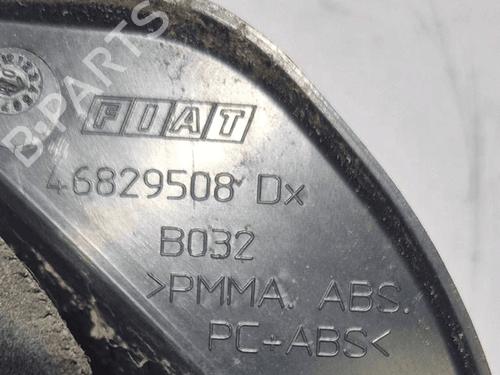 B-PARTS
FIAT
46829508 Dx
B032
>PMMA. ABS.
PC+ABS<